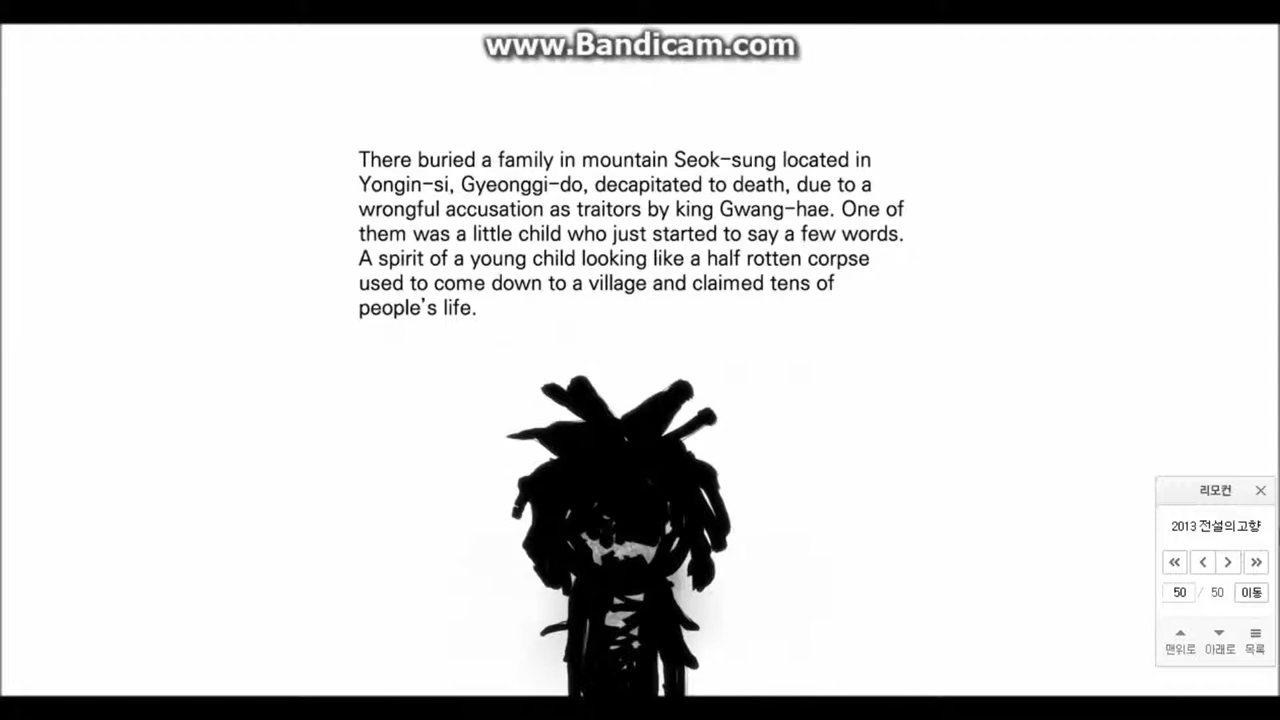 www.Bandicam.com
There buried a family in mountain Seok-sung located in
Yongin-si, Gyeonggi-do, decapitated to death, due to a
wrongful accusation as traitors by king Gwang-hae. One of
them was a little child who just started to say a few words.
A spirit of a young child looking like a half rotten corpse
used to come down to a village and claimed tens of
people's life.
리모컨
2013 전설의고향
50 / 50 이동
맨위로 아래로 목록